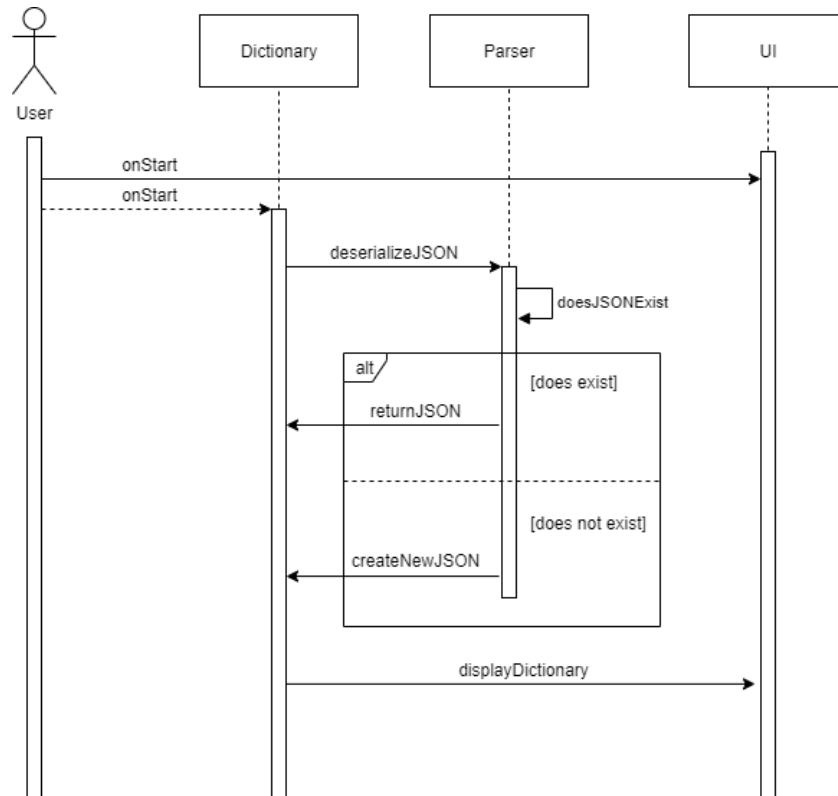 Dictionary
Parser
UI
User
onStart
onStart
deserializeJSON
doesJSONExist
alt
[does exist]
returnJSON
[does not exist]
createNewJSON
displayDictionary